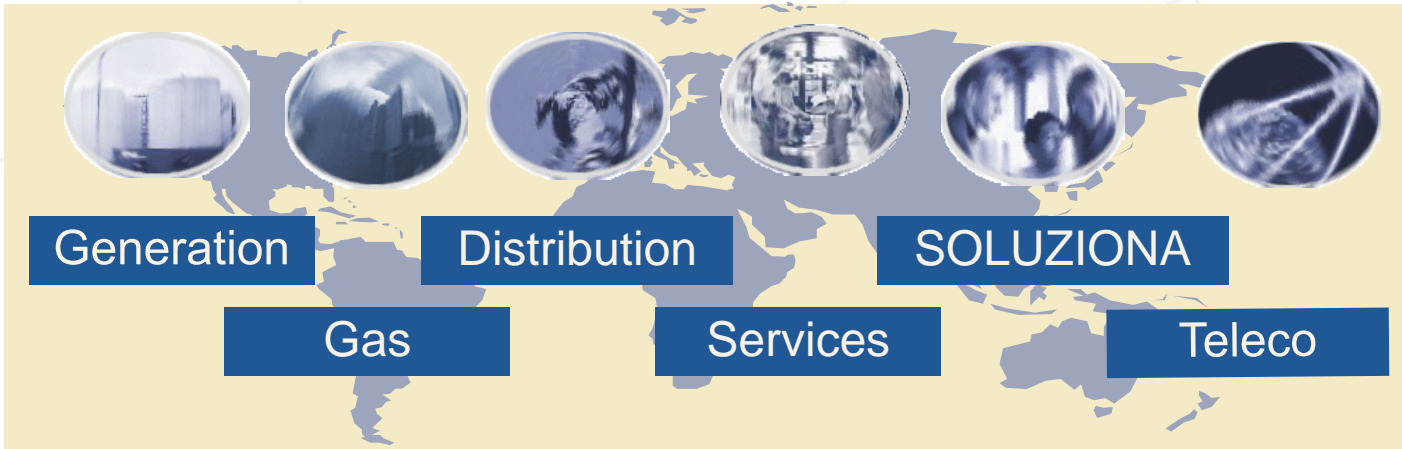 Generation
Distribution
SOLUZIONA
Gas
Services
Teleco